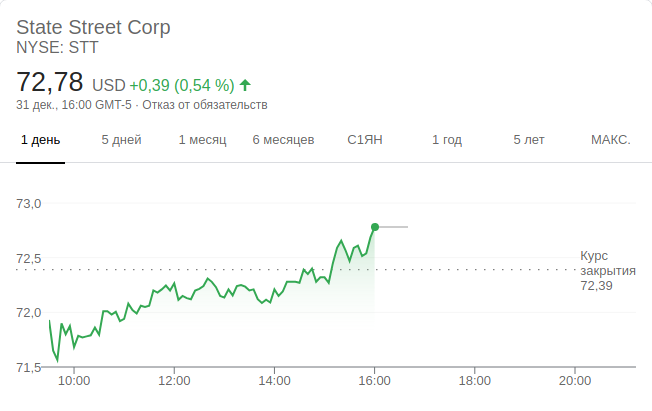 State Street Corp
NYSE: STT
72,78 USD +0,39 (0,54 %)
31 дек., 16:00 GMT-5 · Отказ от обязательств
1 день 5 дней 1 месяц 6 месяцев С1ЯН 1 год 5 лет МАКС.
73,0
72,5
Курс
закрытия
72,39
72,0
71,5
10:00 12:00 14:00 16:00 18:00 20:00